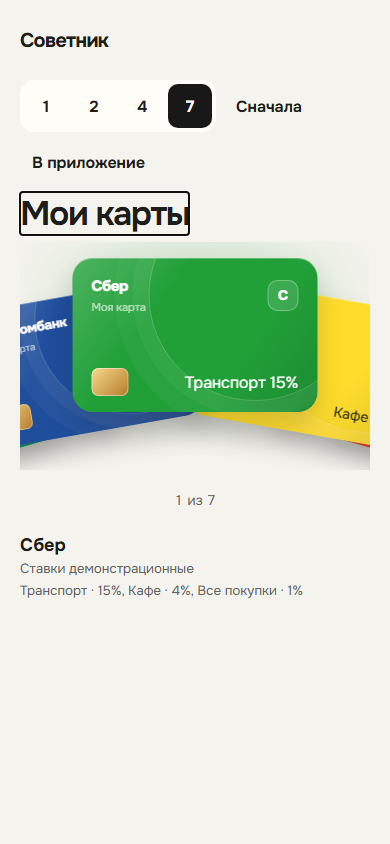 Советник
1 2 4 7 Сначала
В приложение
Мои карты
Сбер
Моя карта
С
Транспорт 15%
Кафе
1 из 7
Сбер
Ставки демонстрационные
Транспорт · 15%, Кафе · 4%, Все покупки · 1%